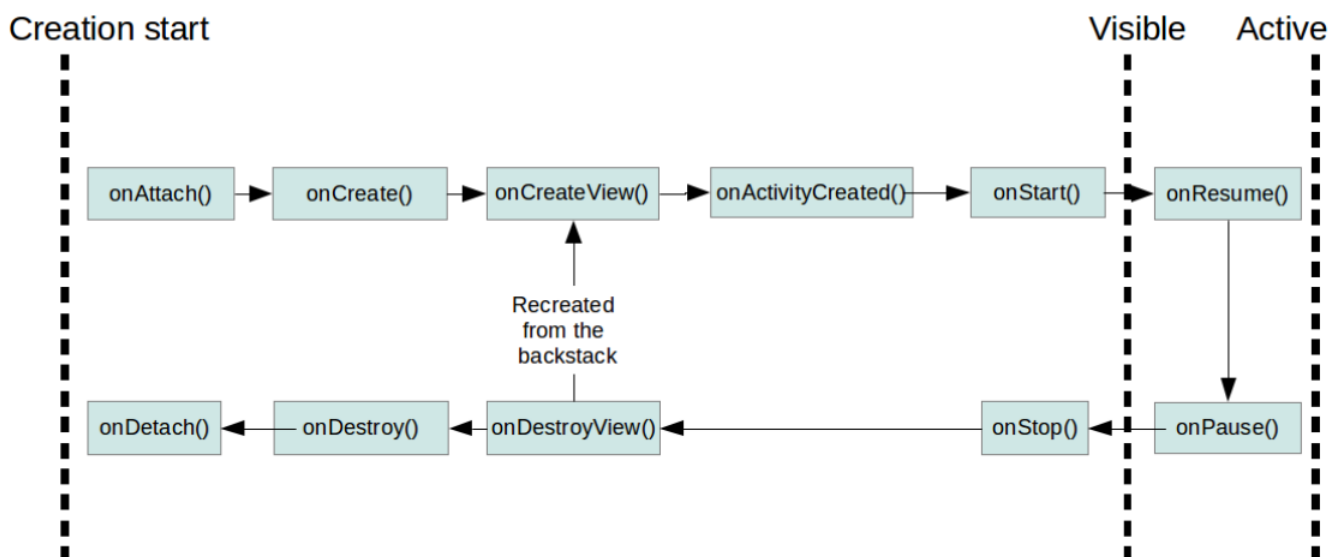 Creation start
Visible
Active
onAttach()
onCreate()
onCreateView()
onActivityCreated()
onStart()
onResume()
Recreated
from the
backstack
onDetach()
onDestroy()
onDestroyView()
onStop()
onPause()